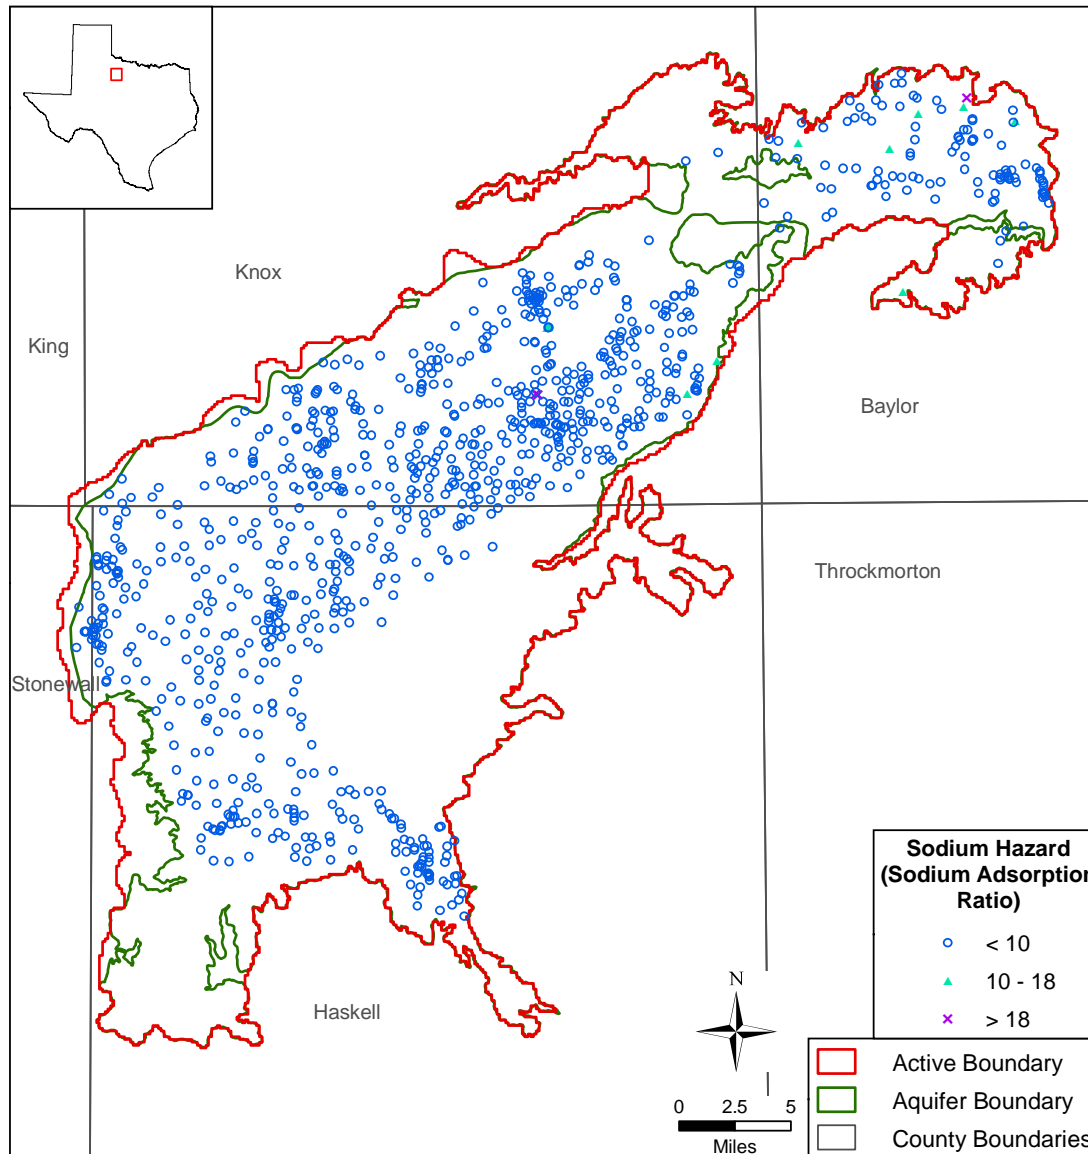 Knox
King
Baylor
Throckmorton
Stonewall
Haskell
Sodium Hazard
(Sodium Adsorption
Ratio)
< 10
10 - 18
> 18
N
Active Boundary
Aquifer Boundary
County Boundaries
0 2.5 5
Miles